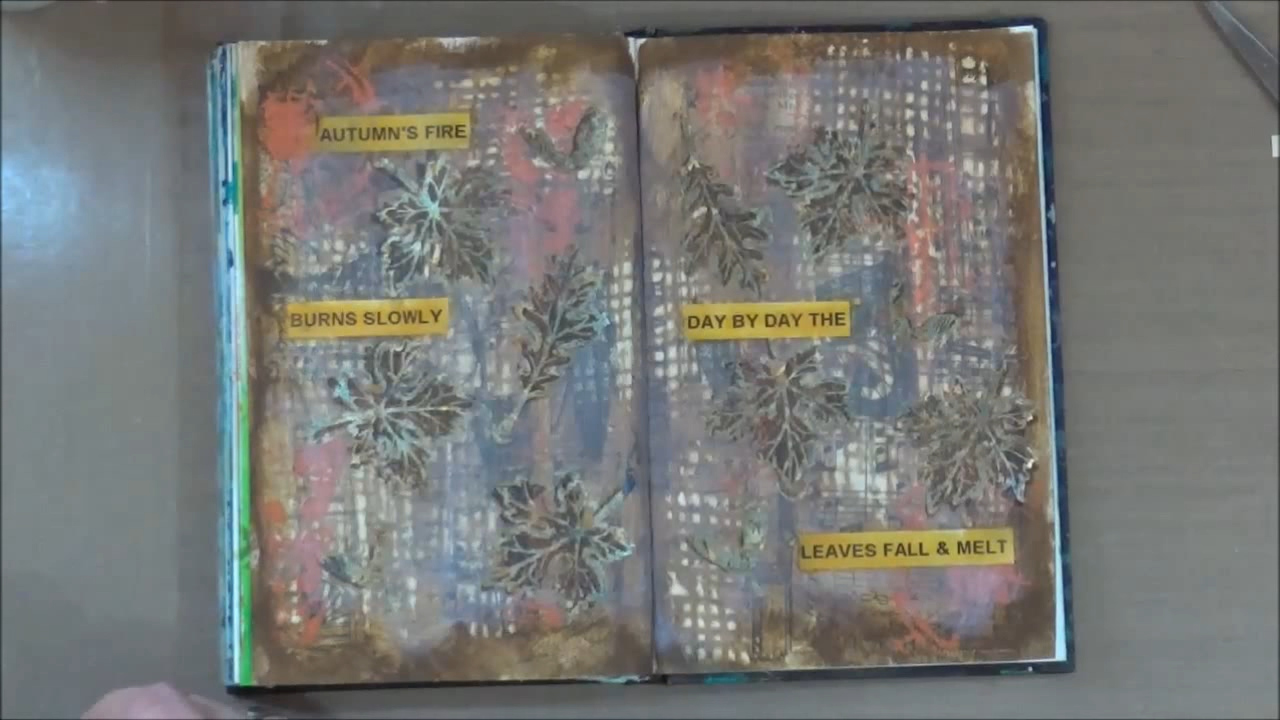 AUTUMN'S FIRE
BURNS SLOWLY
DAY BY DAY THE
LEAVES FALL & MELT